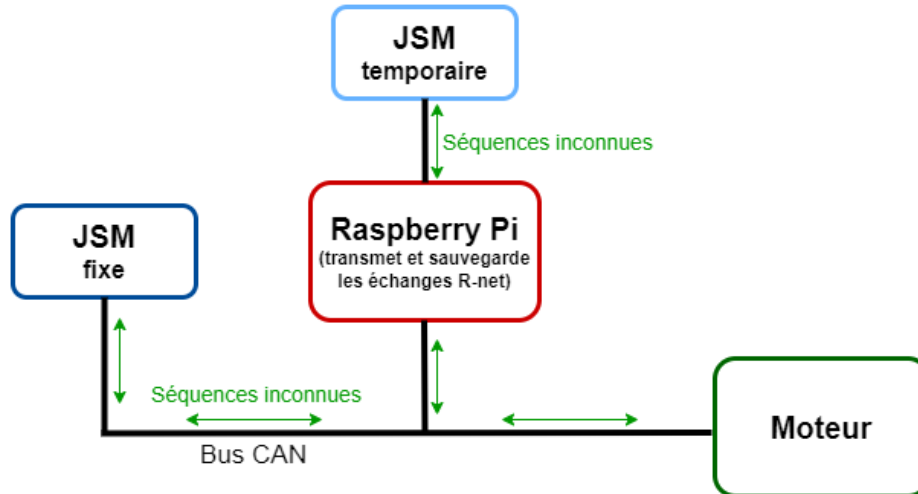 JSM
temporaire
Séquences inconnues
Raspberry Pi
(transmet et sauvegarde
les échanges R-net)
JSM
fixe
Séquences inconnues
Bus CAN
Moteur